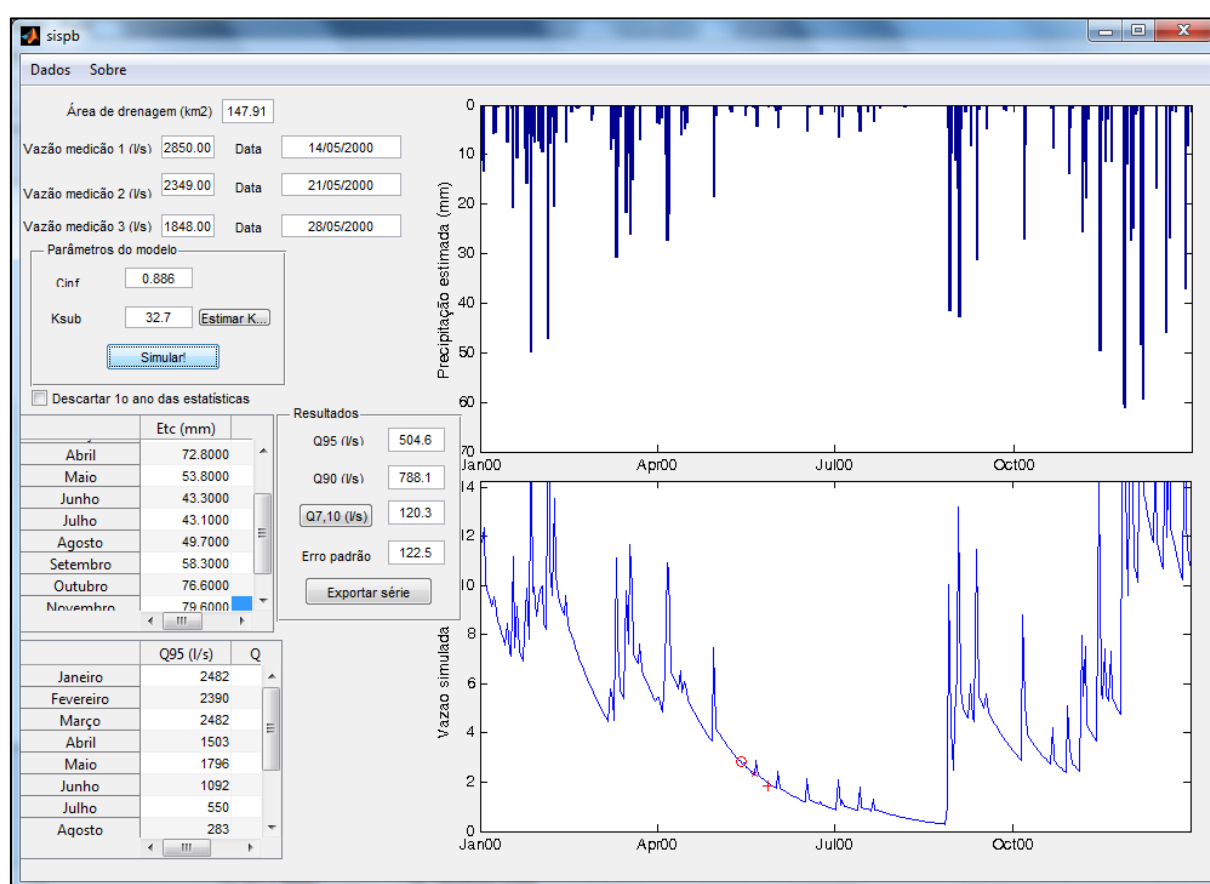 sispb
Dados Sobre
Área de drenagem (km2) 147.91
Vazão medicão 1 (l/s) 2850.00 Data 14/05/2000
Vazão medicão 2 (l/s) 2349.00 Data 21/05/2000
Vazão medicão 3 (l/s) 1848.00 Data 28/05/2000
Parâmetros do modelo
Cinf 0.886
Ksub 32.7 Estimar K...
Simular!
Descartar 1o ano das estatísticas
Etc (mm)
Abril 72.8000
Maio 53.8000
Junho 43.3000
Julho 43.1000
Agosto 49.7000
Setembro 58.3000
Outubro 76.6000
Novembro 79.6000
Resultados
Q95 (l/s) 504.6
Q90 (l/s) 788.1
Q7,10 (l/s) 120.3
Erro padrão 122.5
Exportar série
Q95 (l/s) Q
Janeiro 2482
Fevereiro 2390
Março 2482
Abril 1503
Maio 1796
Junho 1092
Julho 550
Agosto 283
Precipitação estimada (mm)
0
10
20
30
40
50
60
70
Jan00 Apr00 Jul00 Oct00
Vazao simulada
14
12
10
8
6
4
2
0
Jan00 Apr00 Jul00 Oct00